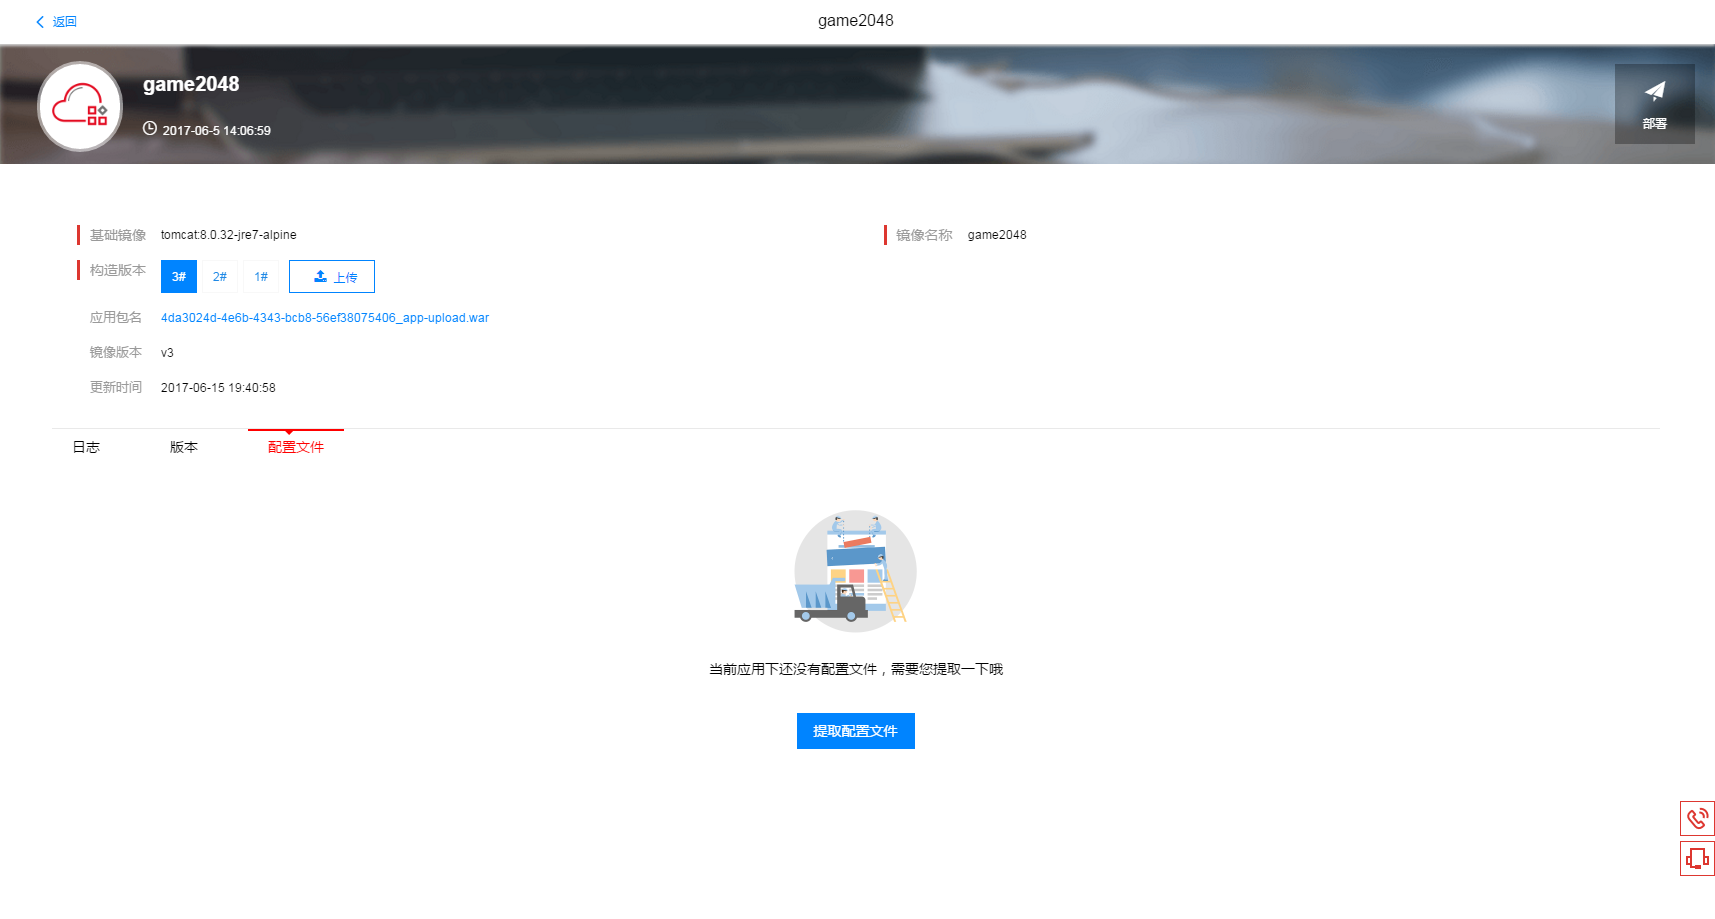 返回
game2048
game2048
2017-06-5 14:06:59
部署
基础镜像 tomcat:8.0.32-jre7-alpine
镜像名称 game2048
构造版本 3# 2# 1# 上传
应用包名 4da3024d-4e6b-4343-bcb8-56ef38075406_app-upload.war
镜像版本 v3
更新时间 2017-06-15 19:40:58
日志 版本 配置文件
当前应用下还没有配置文件，需要您提取一下哦
提取配置文件